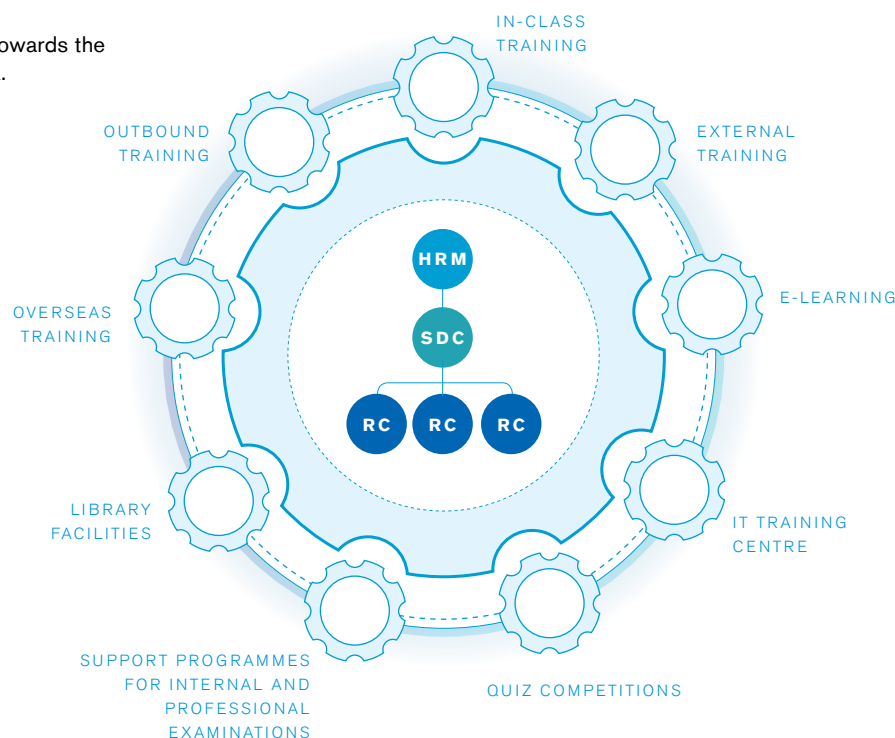 owards the
.
IN-CLASS
TRAINING
OUTBOUND
TRAINING
EXTERNAL
TRAINING
HRM
E-LEARNING
OVERSEAS
TRAINING
SDC
RC RC RC
LIBRARY
FACILITIES
IT TRAINING
CENTRE
SUPPORT PROGRAMMES
FOR INTERNAL AND
PROFESSIONAL
EXAMINATIONS
QUIZ COMPETITIONS